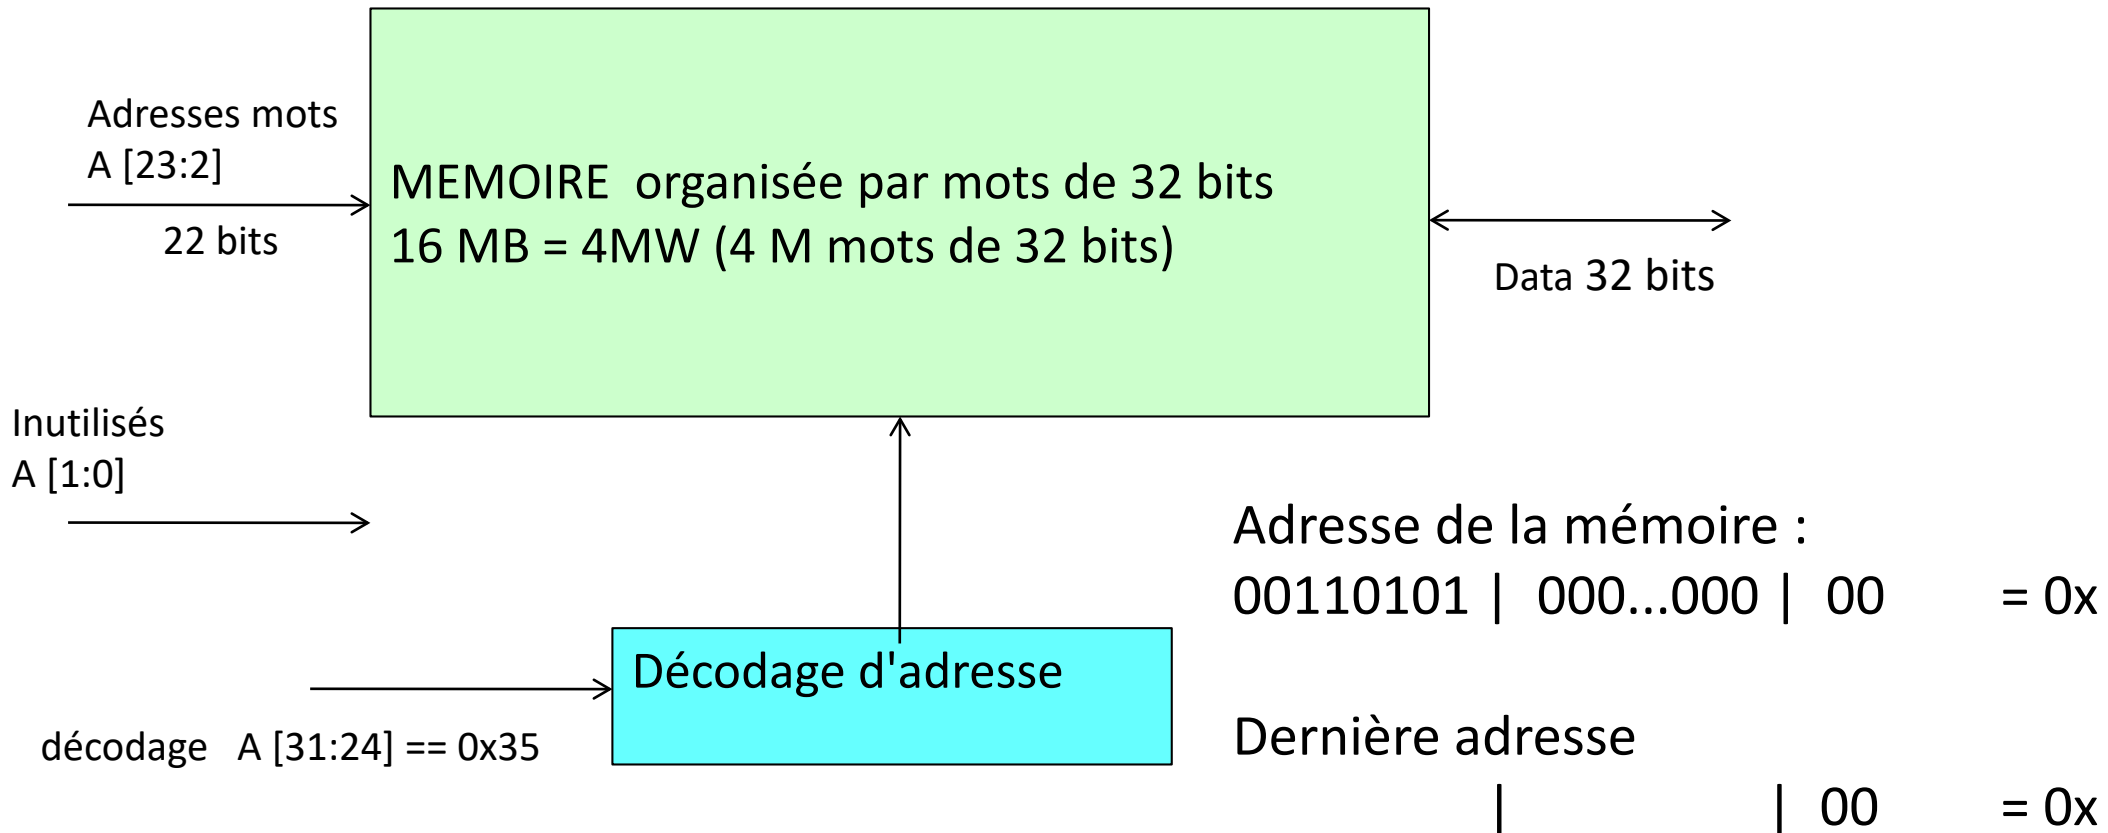 Adresses mots
A [23:2]
22 bits
MEMOIRE organisée par mots de 32 bits
16 MB = 4MW (4 M mots de 32 bits)
Data 32 bits
Inutilisés
A [1:0]
Adresse de la mémoire :
00110101 | 000...000 | 00 = 0x
Décodage d'adresse
décodage A [31:24] == 0x35
Dernière adresse
| | 00 = 0x